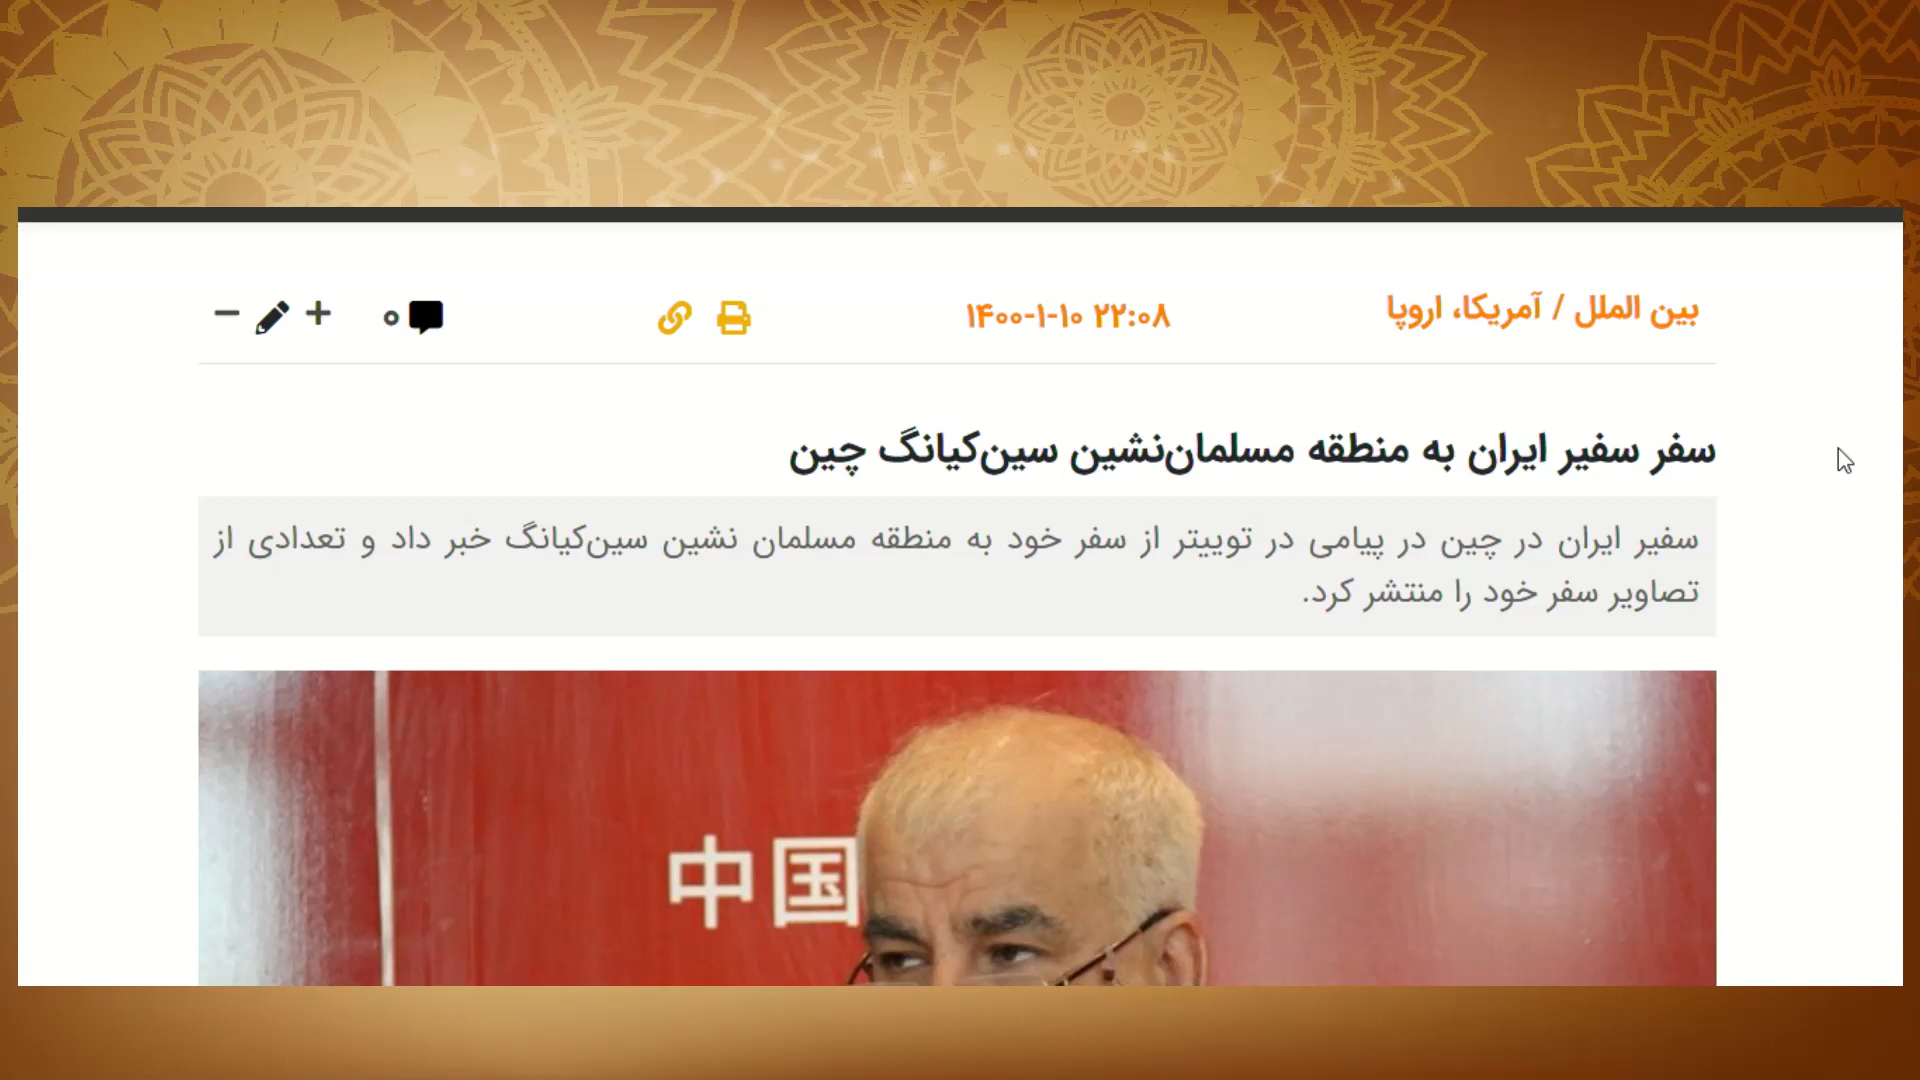 بین الملل / آمریکا، اروپا
۱۴۰۰-۱-۱۰ ۲۲:۰۸
۰
سفر سفیر ایران به منطقه مسلمان‌نشین سین‌کیانگ چین
سفیر ایران در چین در پیامی در توییتر از سفر خود به منطقه مسلمان نشین سین‌کیانگ خبر داد و تعدادی از
تصاویر سفر خود را منتشر کرد.
中国